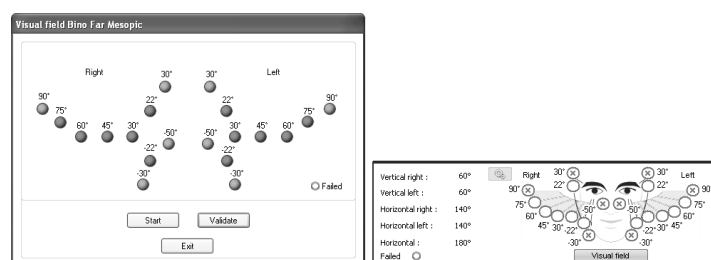 Visual field Bino Far Mesopic
Right
Left
30°
30°
90°
90°
75°
75°
22°
22°
60°
45°
30°
-50°
-50°
30°
45°
60°
-22°
-22°
-30°
-30°
Failed
Start
Validate
Exit
Vertical right :
60°
Vertical left :
60°
Horizontal right :
140°
Horizontal left :
140°
Horizontal :
180°
Failed
Right
30°
30°
Left
22°
22°
90°
90
75°
75°
60°
-50°
-50°
60°
45°
30°
-22°
-22°
30°
45°
-30°
-30°
Visual field